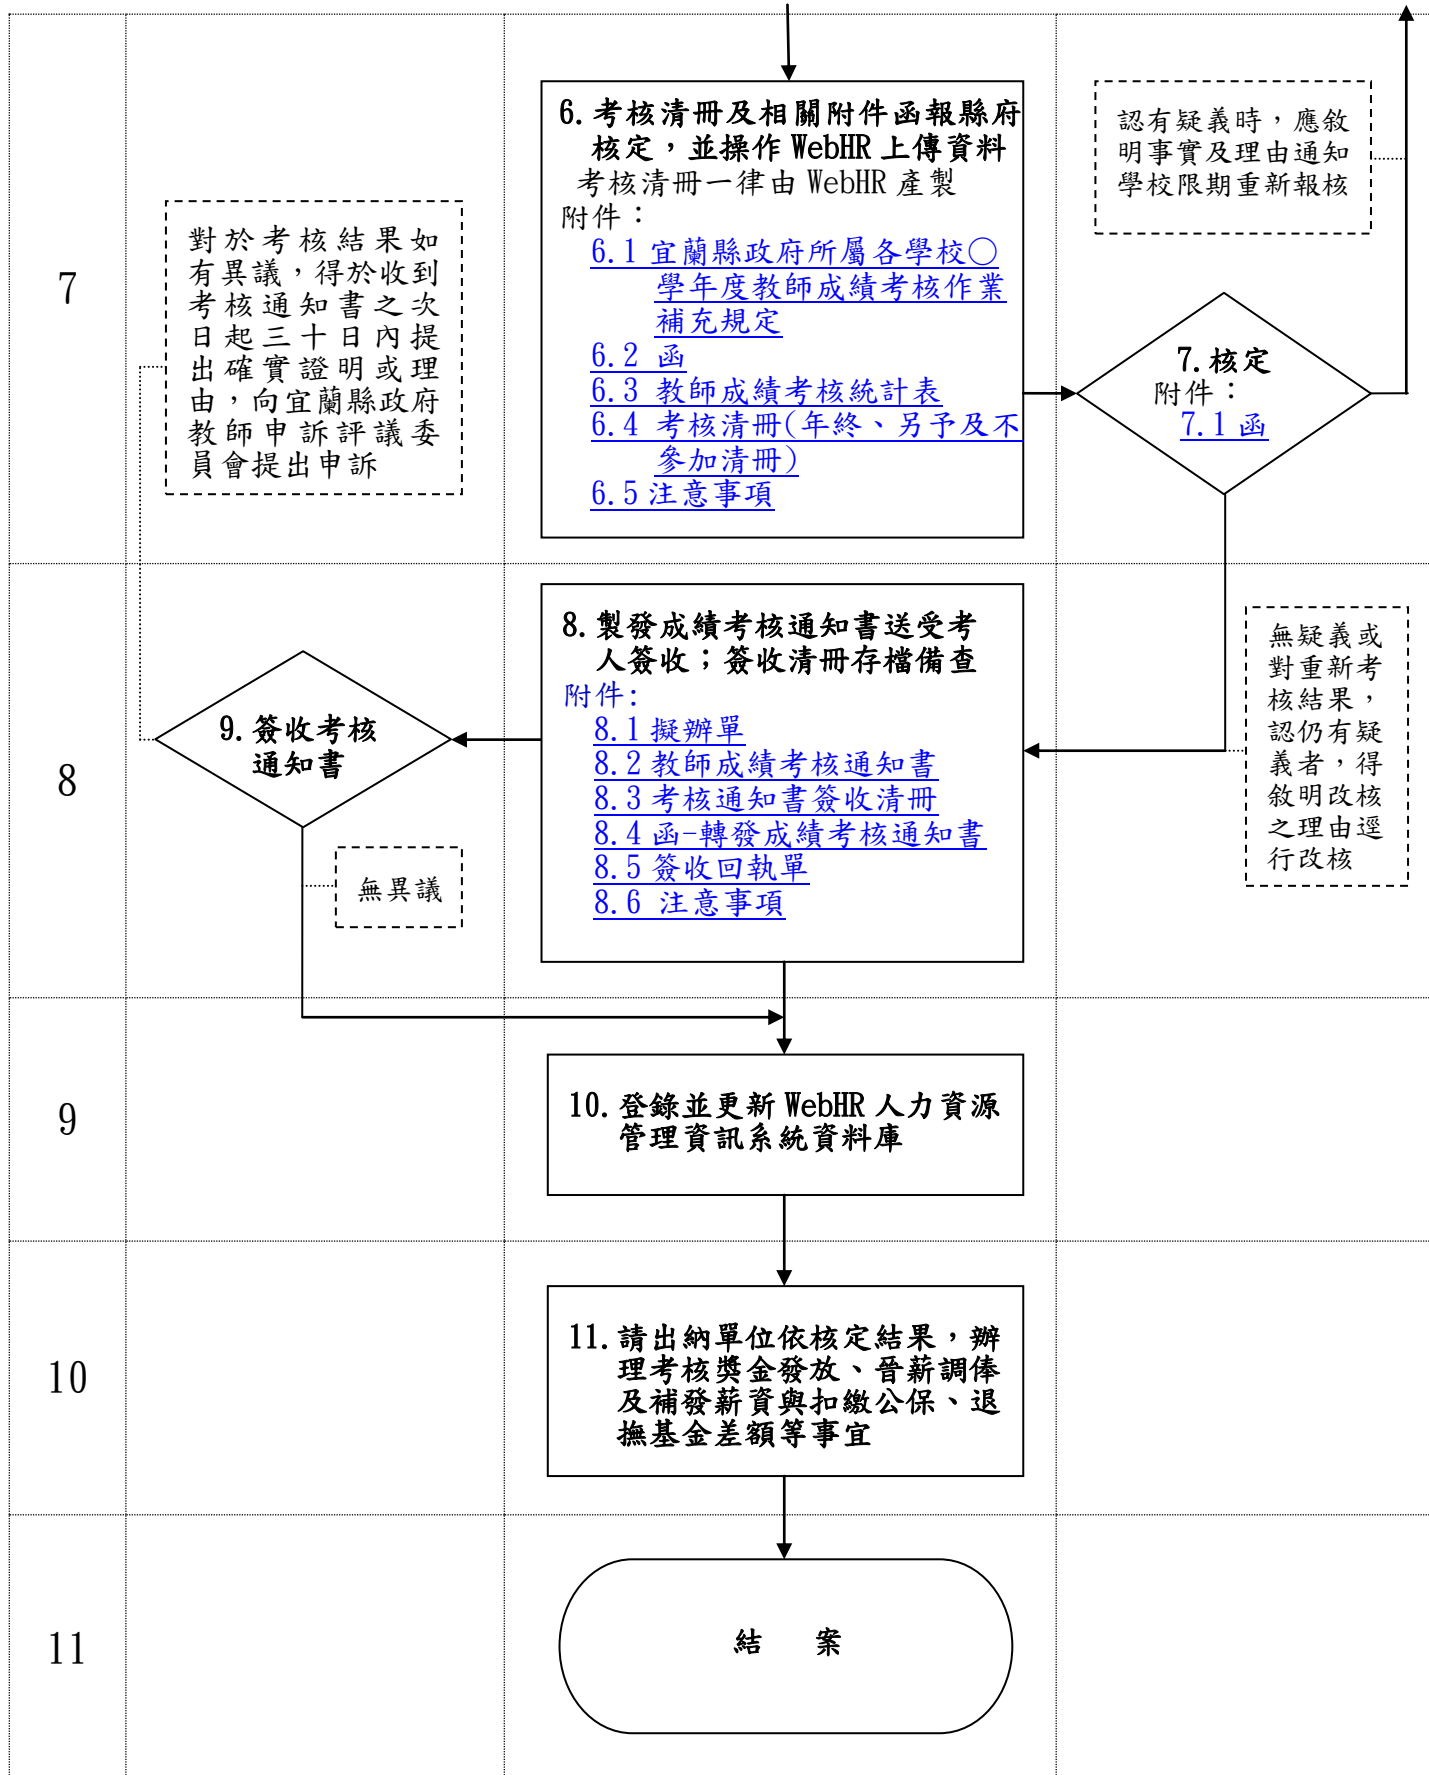 7
對於考核結果如
有異議，得於收到
考核通知書之次
日起三十日內提
出確實證明或理
由，向宜蘭縣政府
教師申訴評議委
員會提出申訴
6.考核清冊及相關附件函報縣府
核定，並操作 WebHR 上傳資料
考核清冊一律由 WebHR 產製
附件：
6.1 宜蘭縣政府所屬各學校○
學年度教師成績考核作業
補充規定
6.2 函
6.3 教師成績考核統計表
6.4 考核清冊(年終、另予及不
參加清冊)
6.5 注意事項
認有疑義時，應敘
明事實及理由通知
學校限期重新報核
7.核定
附件：
7.1 函
8
9.簽收考核
通知書
無異議
8.製發成績考核通知書送受考
人簽收；簽收清冊存檔備查
附件:
8.1 擬辦單
8.2 教師成績考核通知書
8.3 考核通知書簽收清冊
8.4 函-轉發成績考核通知書
8.5 簽收回執單
8.6 注意事項
無疑義或
對重新考
核結果，
認仍有疑
義者，得
敘明改核
之理由逕
行改核
9
10.登錄並更新 WebHR 人力資源
管理資訊系統資料庫
10
11.請出納單位依核定結果，辦
理考核獎金發放、晉薪調俸
及補發薪資與扣繳公保、退
撫基金差額等事宜
11
結 案